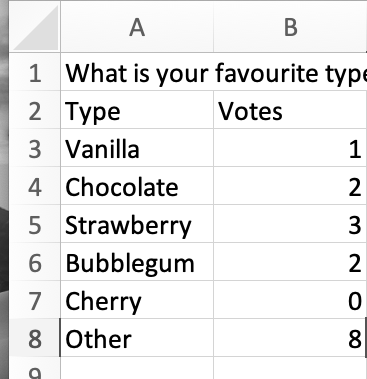 A B
1 What is your favourite type
2 Type Votes
3 Vanilla 1
4 Chocolate 2
5 Strawberry 3
6 Bubblegum 2
7 Cherry 0
8 Other 8
9